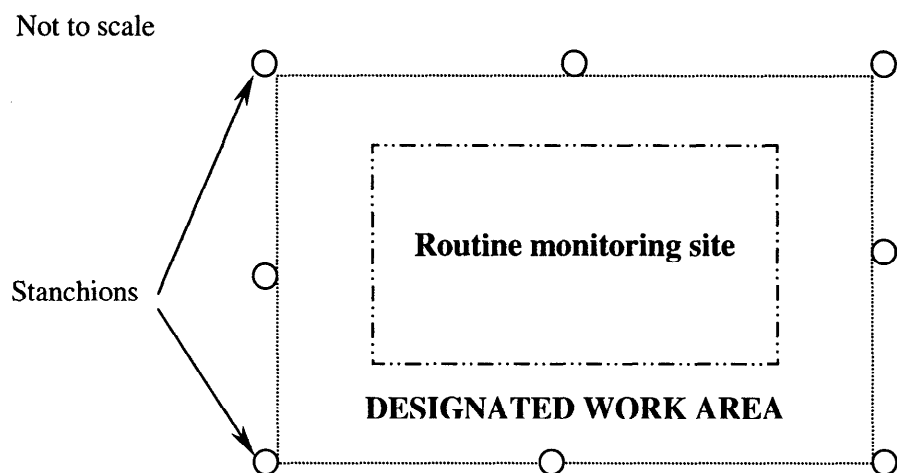 Not to scale
Routine monitoring site
Stanchions
DESIGNATED WORK AREA